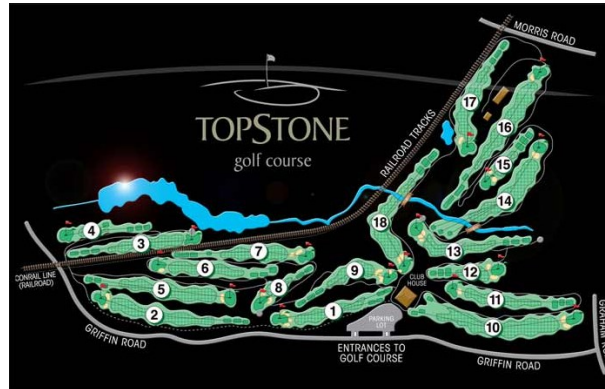 MORRIS ROAD
17
16
TOPSTONE
golf course
RAILROAD TRACKS
15
14
18
4
3
13
7
CONRAIL LINE
(RAILROAD)
6
9
12
8
CLUB
HOUSE
5
11
2
1
10
PARKING
LOT
GRIFFIN ROAD
ENTRANCES TO
GOLF COURSE
GRIFFIN ROAD